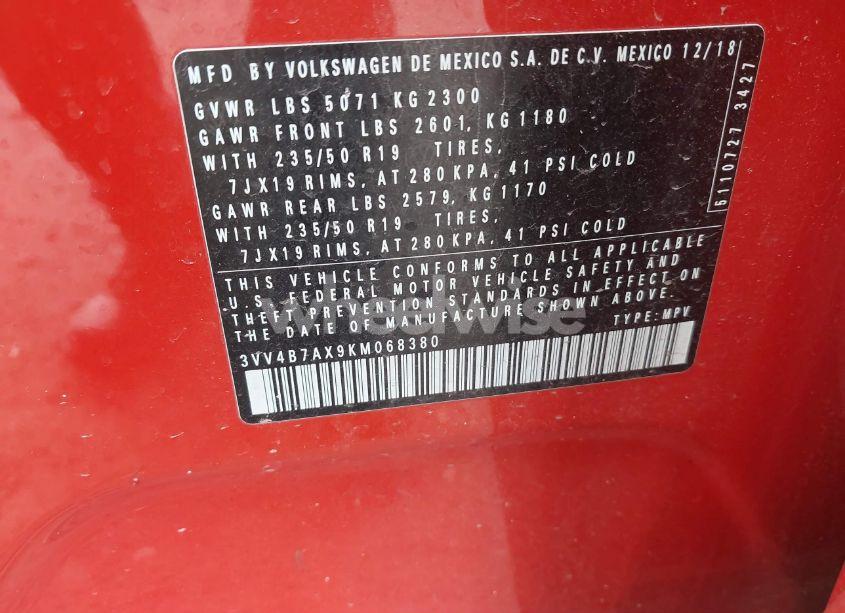 MFD BY VOLKSWAGEN DE MEXICO S.A. DE C.V. MEXICO 12/18
GVWR LBS 5071 KG 2300
GAWR FRONT LBS 2601, KG 1180
WITH 235/50 R19 TIRES,
7JX19 RIMS, AT 280 KPA, 41 PSI COLD
GAWR REAR LBS 2579, KG 1170
WITH 235/50 R19 TIRES,
7JX19 RIMS, AT 280 KPA, 41 PSI COLD
5110727 3427
THIS VEHICLE CONFORMS TO ALL APPLICABLE
U.S. FEDERAL MOTOR VEHICLE SAFETY AND
THEFT PREVENTION STANDARDS IN EFFECT ON
THE DATE OF MANUFACTURE SHOWN ABOVE.
3VV4B7AX9KM068380 TYPE: MPV
wheelwise